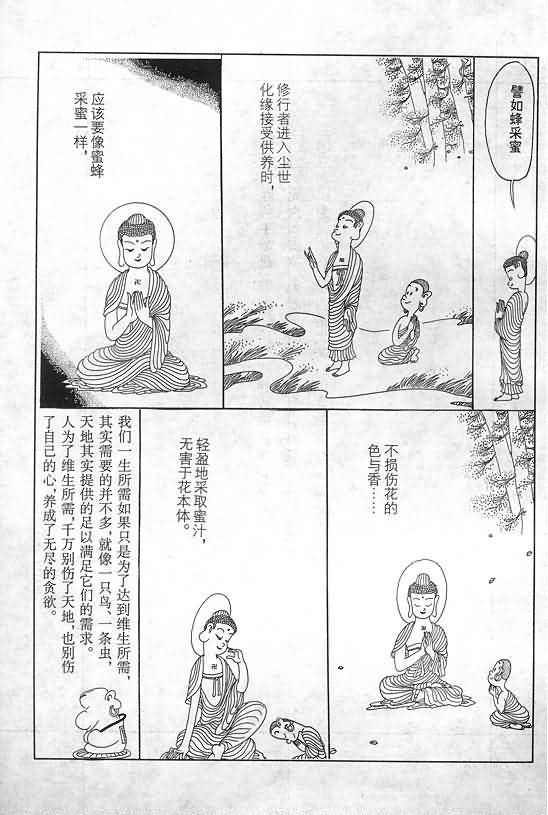 譬如蜂采蜜
修行者进入尘世
化缘接受供养时，
应该要像蜜蜂
采蜜一样，
不损伤花的
色与香……
轻盈地采取蜜汁，
无害于花本体。
我们一生所需如果只是为了达到维生所需，
其实需要的并不多，就像一只鸟、一条虫，
天地其实提供的足以满足它们的需求。
人为了维生所需，千万别伤了天地，也别伤
了自己的心，养成了无尽的贪欲。